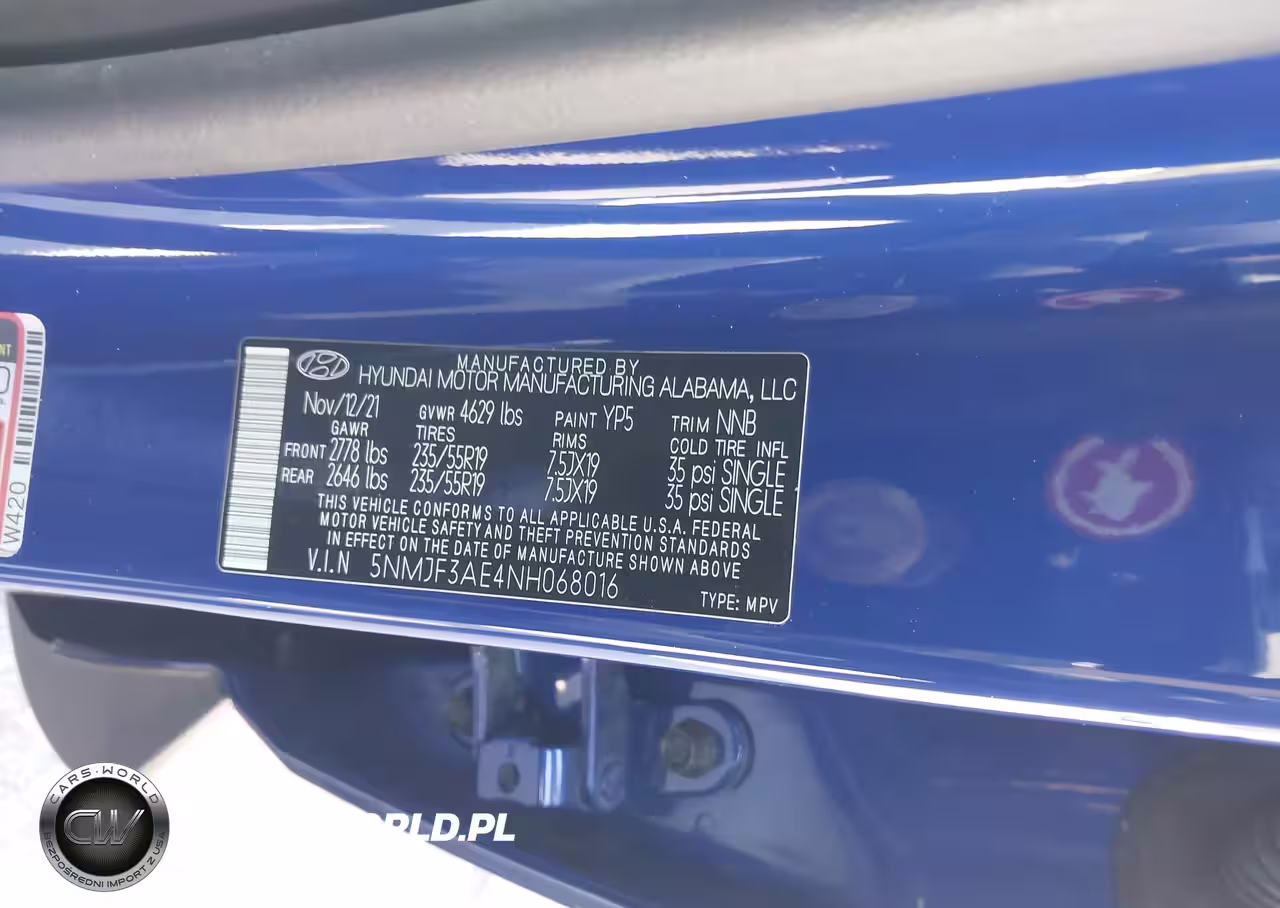 MANUFACTURED BY
HYUNDAI MOTOR MANUFACTURING ALABAMA, LLC
Nov/12/21 GVWR 4629 lbs PAINT YP5 TRIM NNB
GAWR TIRES RIMS COLD TIRE INFL
FRONT 2778 lbs 235/55R19 7.5JX19 35 psi SINGLE
REAR 2646 lbs 235/55R19 7.5JX19 35 psi SINGLE
THIS VEHICLE CONFORMS TO ALL APPLICABLE U.S.A. FEDERAL
MOTOR VEHICLE SAFETY AND THEFT PREVENTION STANDARDS
IN EFFECT ON THE DATE OF MANUFACTURE SHOWN ABOVE
V.I.N 5NMJF3AE4NH068016
TYPE: MPV
W420
CARS-WORLD
CW
BEZPOŚREDNI IMPORT Z USA
RLD.PL